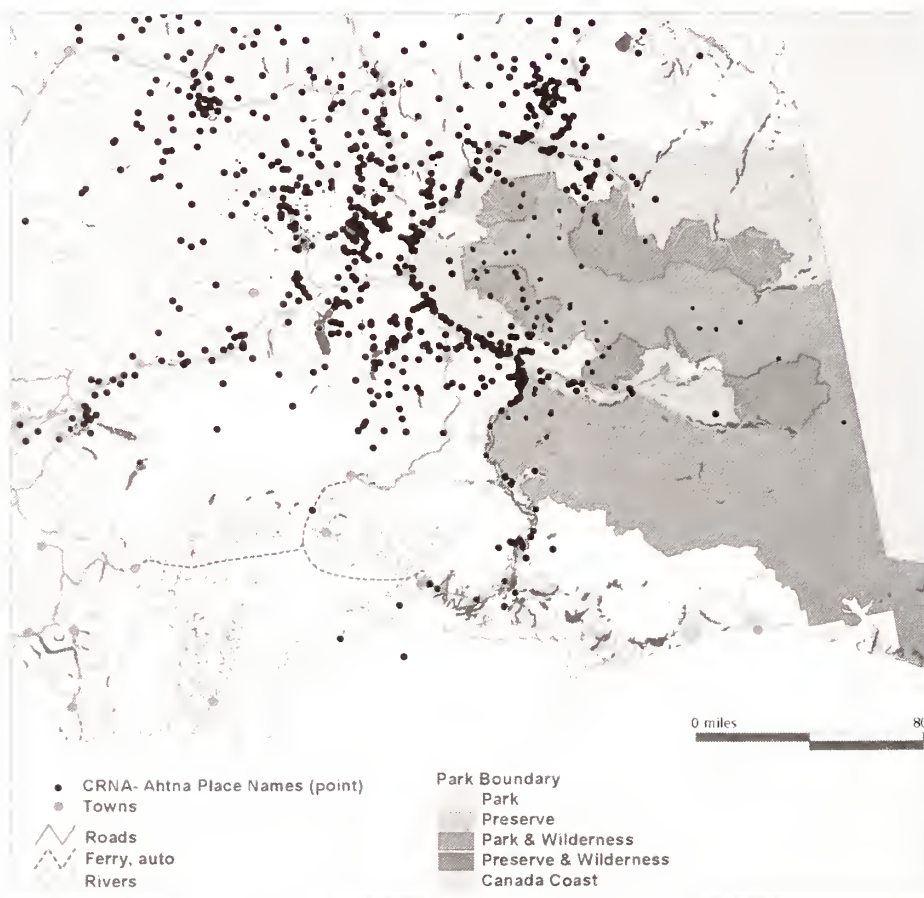 0 miles 80
CRNA- Ahtna Place Names (point)
Towns
Roads
Ferry, auto
Rivers
Park Boundary
Park
Preserve
Park & Wilderness
Preserve & Wilderness
Canada Coast